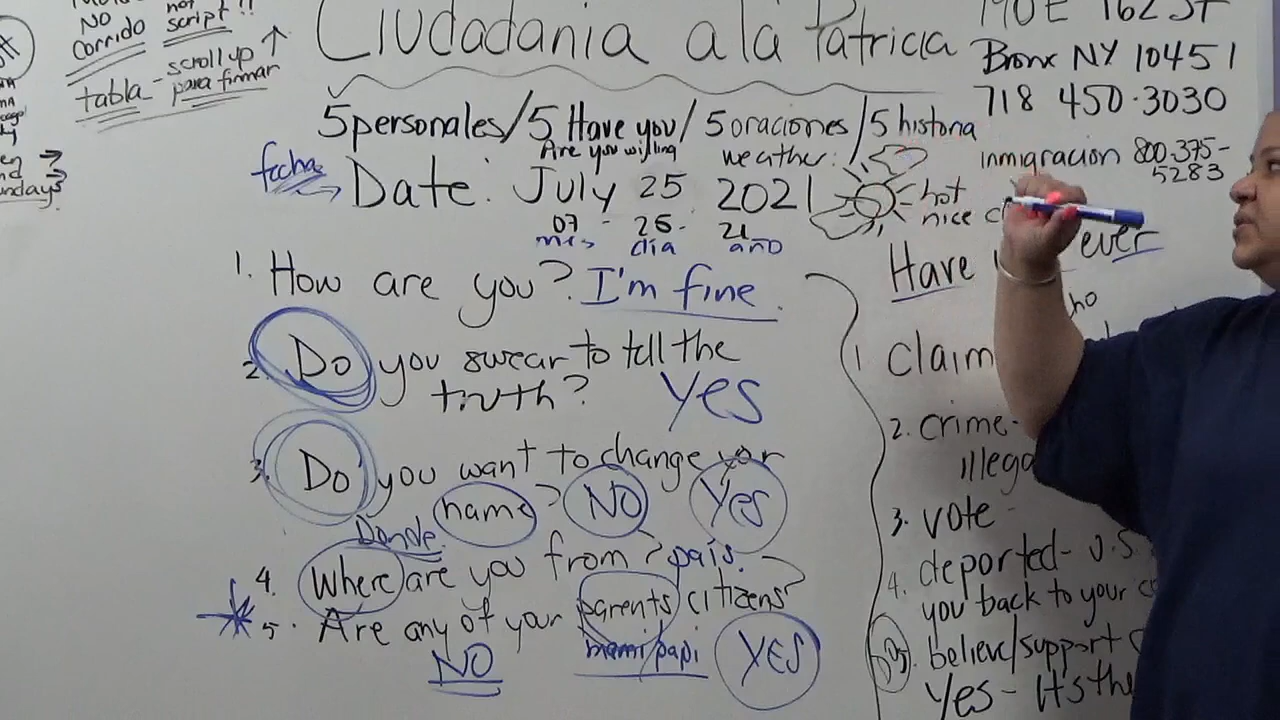 NO not
Corrido script!!
tabla - scroll up ↑
para firmar
Ciudadania a la Patricia
190 E 162 ST
Bronx NY 10451
718 450-3030
5 personales/5 Have you/5 oraciones/5 historia
Are you willing
weather:
inmigracion 800-375-
5283
fecha
Date: July 25 2021
hot
nice
07 - 25 - 21
mes dia año
1. How are you? I'm fine.
2. Do you swear to tell the
truth? Yes
3. Do you want to change yor
name? NO Yes
Donde
4. Where are you from? país.
5. Are any of your parents citizens?
NO mami/papi YES
Have ever
1 Claim
2. crime-
illega
3. vote -
4. deported - U.S.
you back to your c
believe/support
Yes - It's the